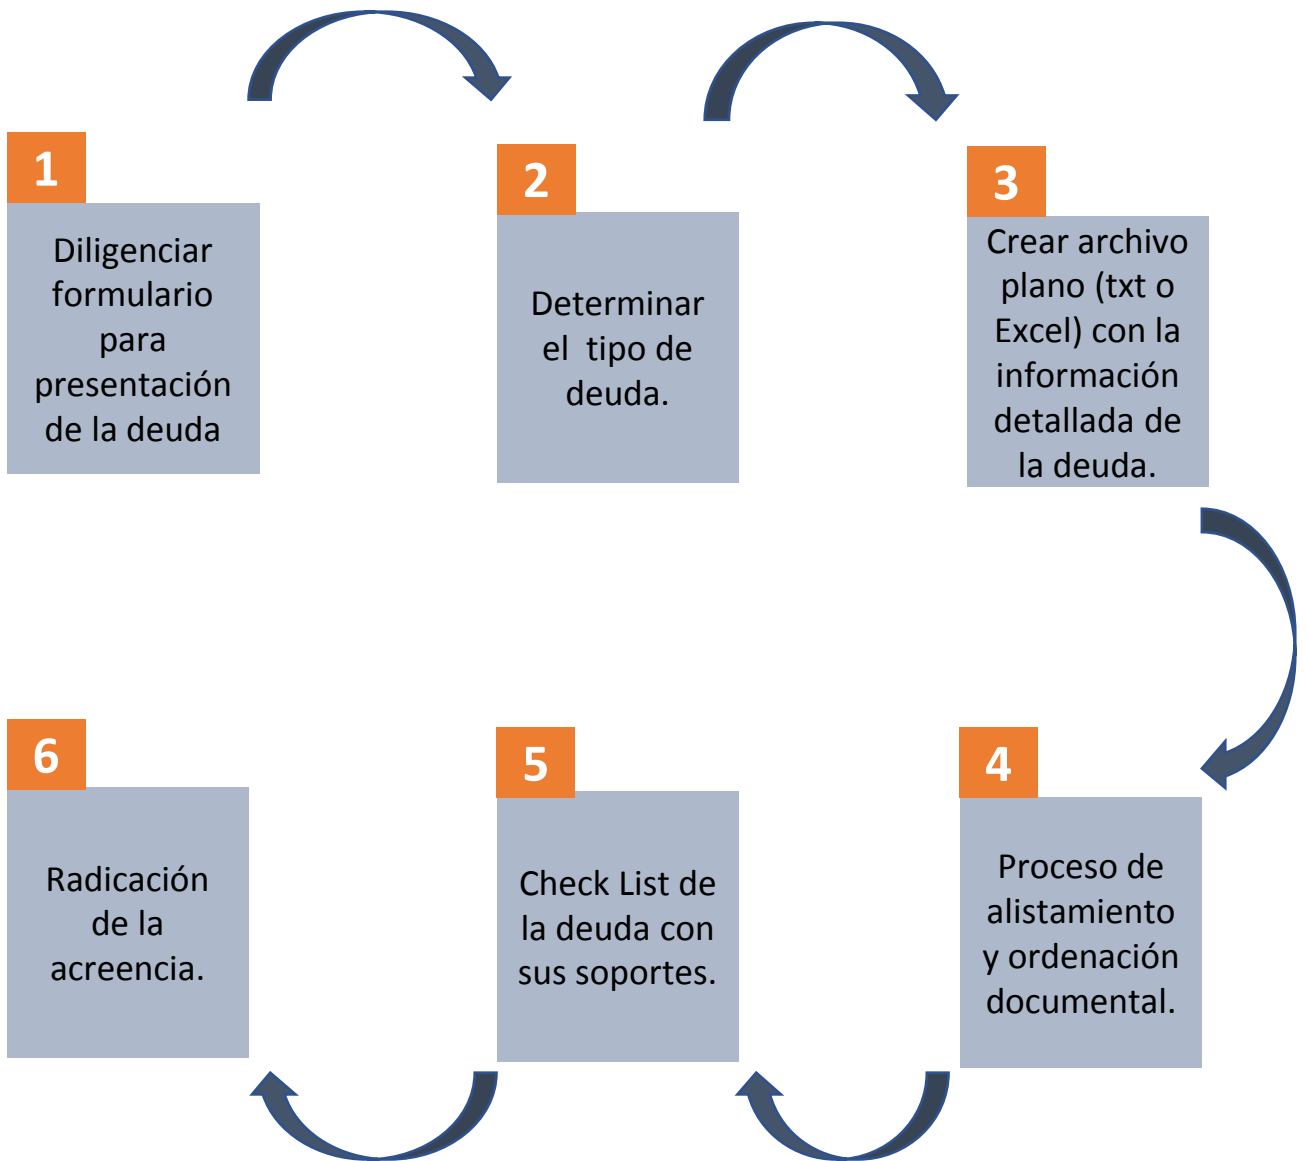 1
Diligenciar
formulario
para
presentación
de la deuda
2
Determinar
el tipo de
deuda.
3
Crear archivo
plano (txt o
Excel) con la
información
detallada de
la deuda.
4
Proceso de
alistamiento
y ordenación
documental.
5
Check List de
la deuda con
sus soportes.
6
Radicación
de la
acreencia.